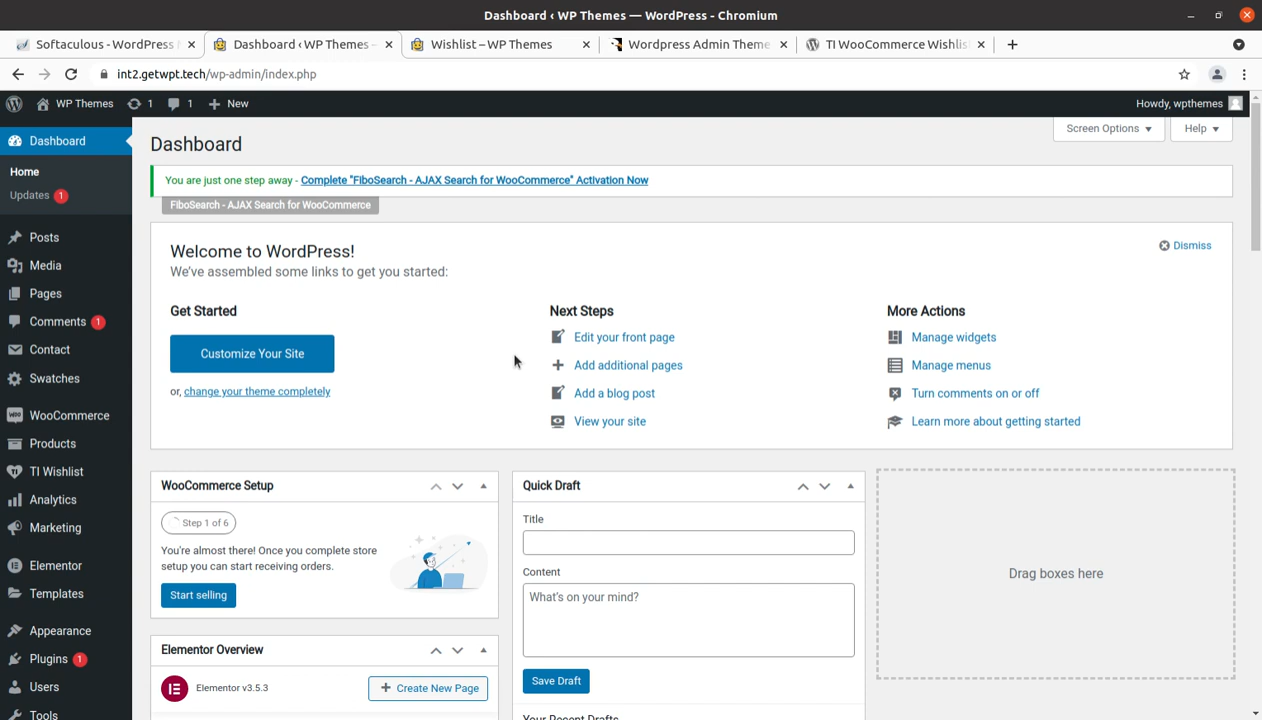 Dashboard ‹ WP Themes — WordPress - Chromium
Softaculous - WordPress
Dashboard ‹ WP Themes -
Wishlist – WP Themes
Wordpress Admin Theme
TI WooCommerce Wishlis
int2.getwpt.tech/wp-admin/index.php
WP Themes
1
1
New
Howdy, wpthemes
Dashboard
Home
Updates 1
Posts
Media
Pages
Comments 1
Contact
Swatches
WooCommerce
Products
TI Wishlist
Analytics
Marketing
Elementor
Templates
Appearance
Plugins 1
Users
Tools
Dashboard
Screen Options
Help
You are just one step away - Complete "FiboSearch - AJAX Search for WooCommerce" Activation Now
FiboSearch - AJAX Search for WooCommerce
Welcome to WordPress!
We've assembled some links to get you started:
Dismiss
Get Started
Customize Your Site
or, change your theme completely
Next Steps
Edit your front page
Add additional pages
Add a blog post
View your site
More Actions
Manage widgets
Manage menus
Turn comments on or off
Learn more about getting started
WooCommerce Setup
Step 1 of 6
You're almost there! Once you complete store
setup you can start receiving orders.
Start selling
Elementor Overview
Elementor v3.5.3
Create New Page
Quick Draft
Title
Content
What's on your mind?
Save Draft
Your Recent Drafts
Drag boxes here